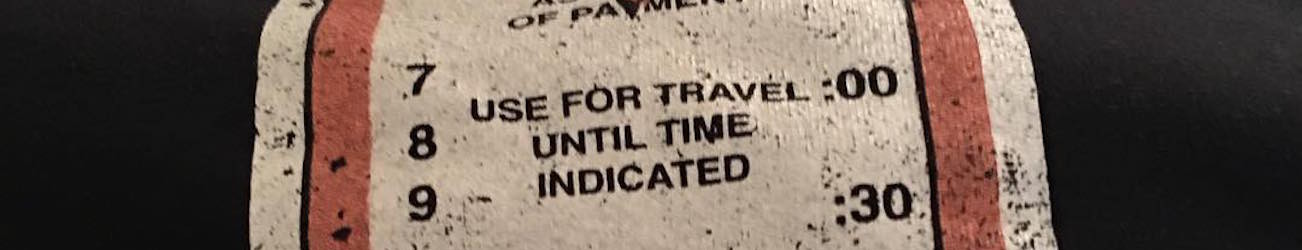 OF PAYMENT
7
USE FOR TRAVEL :00
8 UNTIL TIME
INDICATED
9
:30